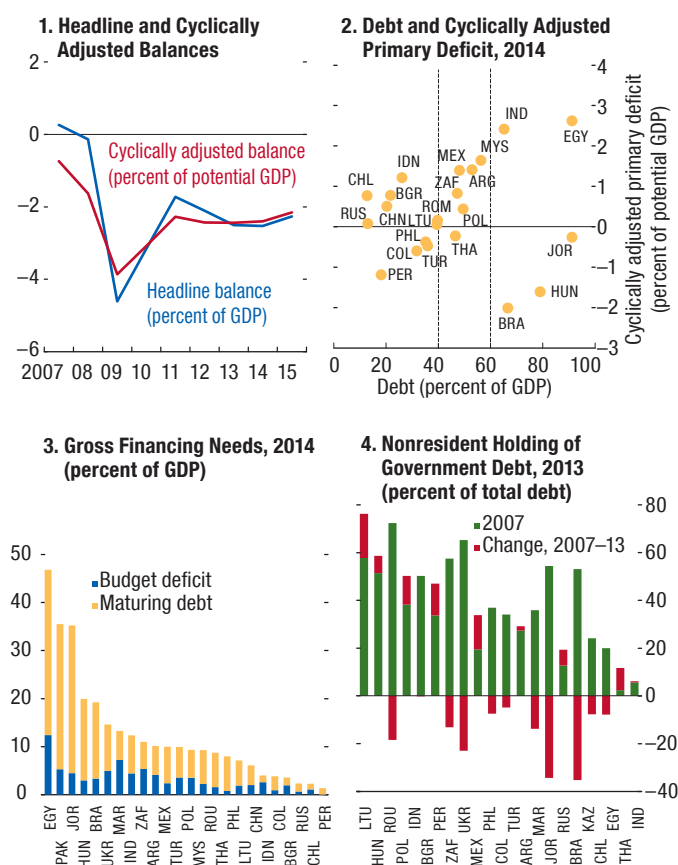 1. Headline and Cyclically
Adjusted Balances
2
0
–2
–4
–6
Cyclically adjusted balance
(percent of potential GDP)
Headline balance
(percent of GDP)
2007 08 09 10 11 12 13 14 15
2. Debt and Cyclically Adjusted
Primary Deficit, 2014
4
3
2
1
0
–1
–2
–3
Cyclically adjusted primary deficit
(percent of potential GDP)
IND
EGY
MYS
MEX
IDN
ZAF
ARG
CHL
BGR
ROM
RUS
CHN
LTU
POL
PHL
THA
COL
TUR
JOR
PER
HUN
BRA
0 20 40 60 80 100
Debt (percent of GDP)
3. Gross Financing Needs, 2014
(percent of GDP)
50
40
30
20
10
0
Budget deficit
Maturing debt
EGY
PAK
JOR
HUN
BRA
UKR
MAR
IND
ZAF
ARG
MEX
TUR
POL
MYS
ROU
THA
PHL
LTU
CHN
IDN
COL
BGR
RUS
CHL
PER
4. Nonresident Holding of
Government Debt, 2013
(percent of total debt)
80
60
40
20
0
–20
–40
2007
Change, 2007–13
LTU
HUN
ROU
POL
IDN
BGR
PER
ZAF
UKR
MEX
PHL
COL
TUR
ARG
MAR
JOR
RUS
BRA
KAZ
CHL
EGY
THA
IND